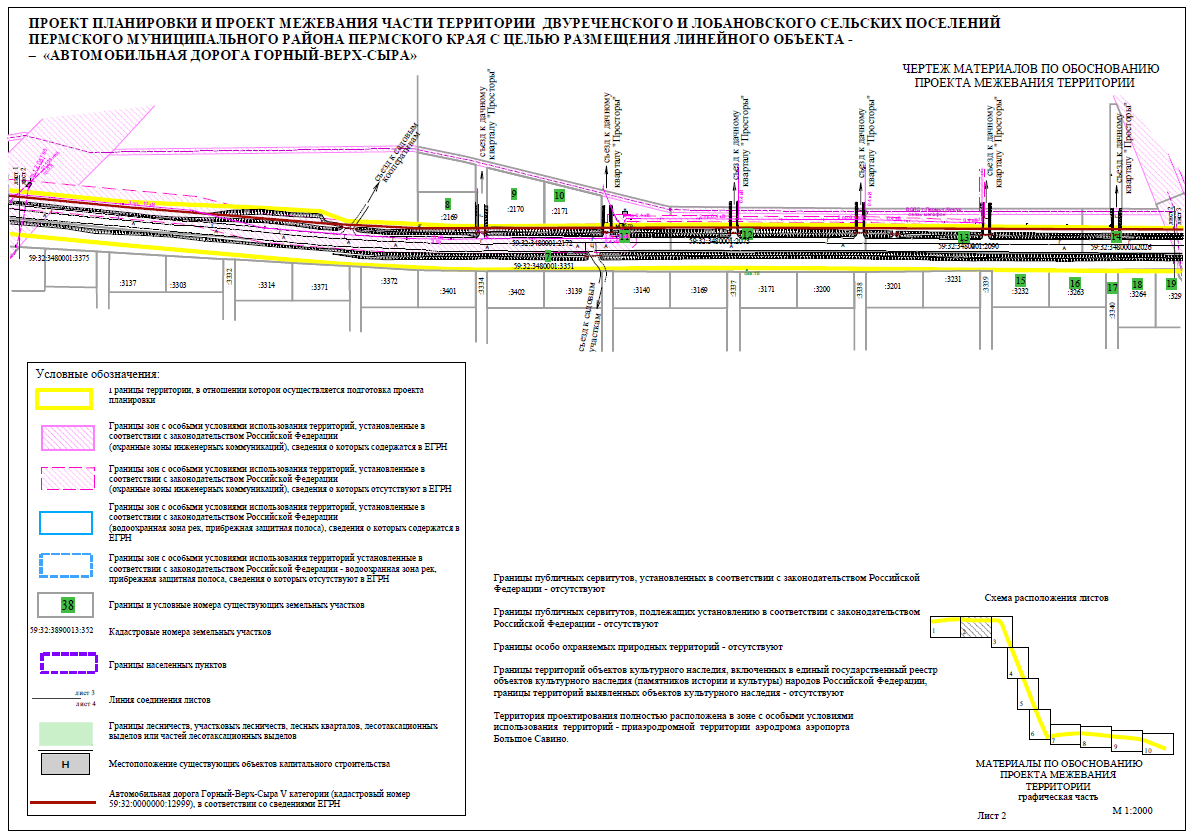 ПРОЕКТ ПЛАНИРОВКИ И ПРОЕКТ МЕЖЕВАНИЯ ЧАСТИ ТЕРРИТОРИИ ДВУРЕЧЕНСКОГО И ЛОБАНОВСКОГО СЕЛЬСКИХ ПОСЕЛЕНИЙ
ПЕРМСКОГО МУНИЦИПАЛЬНОГО РАЙОНА ПЕРМСКОГО КРАЯ С ЦЕЛЬЮ РАЗМЕЩЕНИЯ ЛИНЕЙНОГО ОБЪЕКТА -
– «АВТОМОБИЛЬНАЯ ДОРОГА ГОРНЫЙ-ВЕРХ-СЫРА»
ЧЕРТЕЖ МАТЕРИАЛОВ ПО ОБОСНОВАНИЮ
ПРОЕКТА МЕЖЕВАНИЯ ТЕРРИТОРИИ
съезд к садовым
кооперативам
съезд к дачному
кварталу "Просторы"
съезд к дачному
кварталу "Просторы"
съезд к дачному
кварталу "Просторы"
съезд к дачному
кварталу "Просторы"
съезд к дачному
кварталу "Просторы"
съезд к дачному
кварталу "Просторы"
лист 1
лист 2
8
:2169
9
:2170
10
:2171
11
12
13
14
7
59:32:3480001:2172
59:32:3480001:2090
59:32:3480001:2026
59:32:3480001:3375
59:32:3480001:3351
лист 2
лист 3
:3137
:3303
:3332
:3314
:3371
:3372
:3401
:3334
:3402
:3139
:3140
:3169
:3337
:3171
:3200
:3338
:3201
:3231
:3339
15
:3232
16
:3263
17
:3340
18
:3264
19
:329
съезд к садовым
участкам
Условные обозначения:
Границы территории, в отношении которой осуществляется подготовка проекта
планировки
Границы зон с особыми условиями использования территорий, установленные в
соответствии с законодательством Российской Федерации
(охранные зоны инженерных коммуникаций), сведения о которых содержатся в ЕГРН
Границы зон с особыми условиями использования территорий, установленные в
соответствии с законодательством Российской Федерации
(охранные зоны инженерных коммуникаций), сведения о которых отсутствуют в ЕГРН
Границы зон с особыми условиями использования территорий, установленные в
соответствии с законодательством Российской Федерации
(водоохранная зона рек, прибрежная защитная полоса), сведения о которых содержатся в
ЕГРН
Границы зон с особыми условиями использования территорий установленные в
соответствии с законодательством Российской Федерации - водоохранная зона рек,
прибрежная защитная полоса, сведения о которых отсутствуют в ЕГРН
38
Границы и условные номера существующих земельных участков
59:32:3890013:352
Кадастровые номера земельных участков
Границы населенных пунктов
лист 3
лист 4
Линия соединения листов
Границы лесничеств, участковых лесничеств, лесных кварталов, лесотаксационных
выделов или частей лесотаксационных выделов
Н
Местоположение существующих объектов капитального строительства
Автомобильная дорога Горный-Верх-Сыра V категории (кадастровый номер
59:32:0000000:12999), в соответствии со сведениями ЕГРН
Границы публичных сервитутов, установленных в соответствии с законодательством Российской
Федерации - отсутствуют
Границы публичных сервитутов, подлежащих установлению в соответствии с законодательством
Российской Федерации - отсутствуют
Границы особо охраняемых природных территорий - отсутствуют
Границы территорий объектов культурного наследия, включенных в единый государственный реестр
объектов культурного наследия (памятников истории и культуры) народов Российской Федерации,
границы территорий выявленных объектов культурного наследия - отсутствуют
Территория проектирования полностью расположена в зоне с особыми условиями
использования территорий - приаэродромной территории аэродрома аэропорта
Большое Савино.
Схема расположения листов
1
2
3
4
5
6
7
8
9
10
МАТЕРИАЛЫ ПО ОБОСНОВАНИЮ
ПРОЕКТА МЕЖЕВАНИЯ
ТЕРРИТОРИИ
графическая часть
Лист 2
М 1:2000